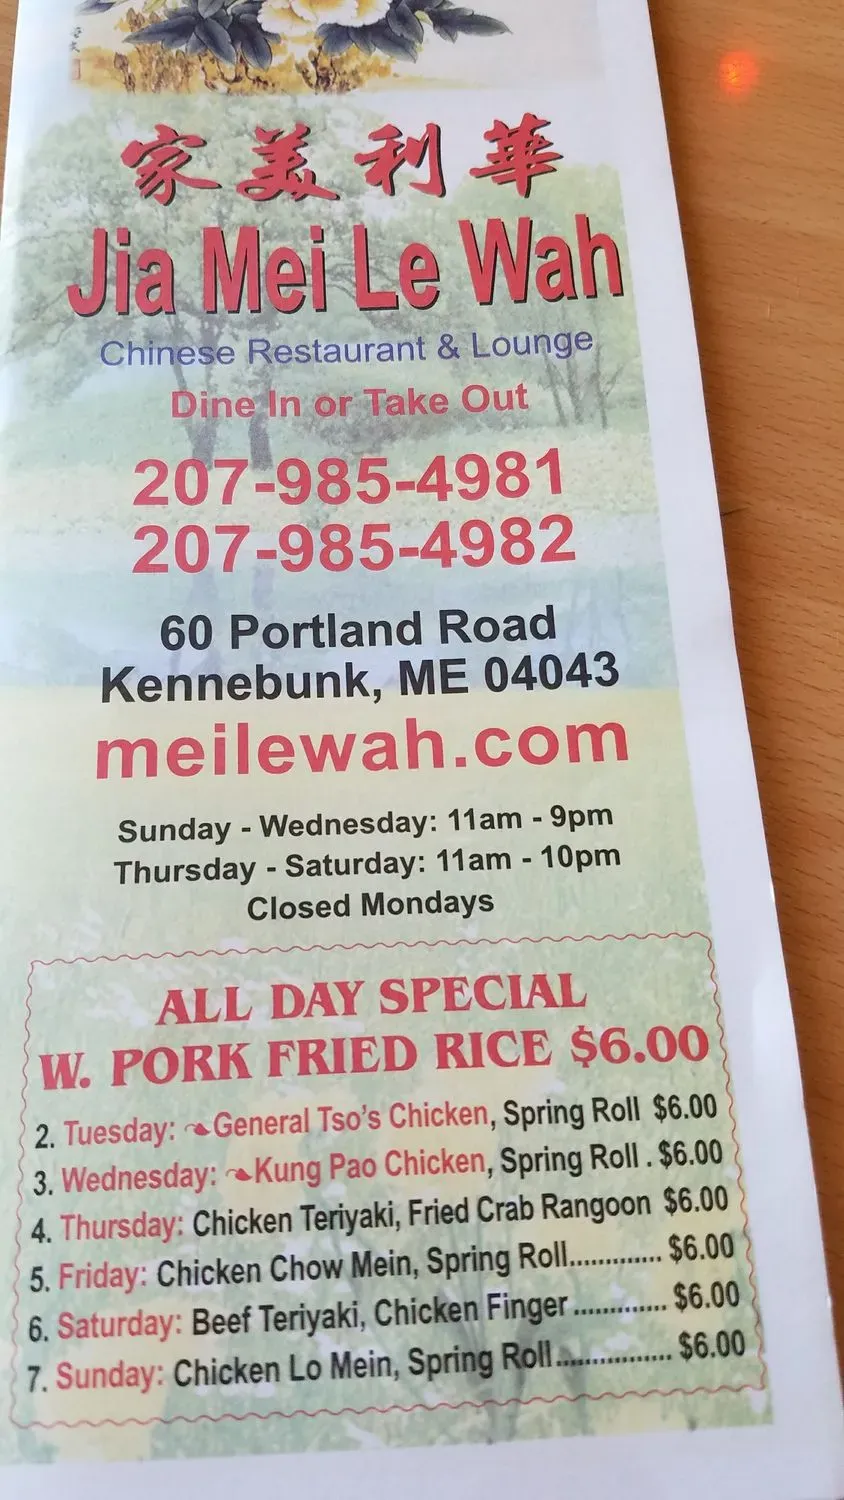 家美利華
Jia Mei Le Wah
Chinese Restaurant & Lounge
Dine In or Take Out
207-985-4981
207-985-4982
60 Portland Road
Kennebunk, ME 04043
meilewah.com
Sunday - Wednesday: 11am - 9pm
Thursday - Saturday: 11am - 10pm
Closed Mondays
ALL DAY SPECIAL
W. PORK FRIED RICE $6.00
2. Tuesday: General Tso's Chicken, Spring Roll $6.00
3. Wednesday: Kung Pao Chicken, Spring Roll . $6.00
4. Thursday: Chicken Teriyaki, Fried Crab Rangoon $6.00
5. Friday: Chicken Chow Mein, Spring Roll............. $6.00
6. Saturday: Beef Teriyaki, Chicken Finger ............. $6.00
7. Sunday: Chicken Lo Mein, Spring Roll................ $6.00